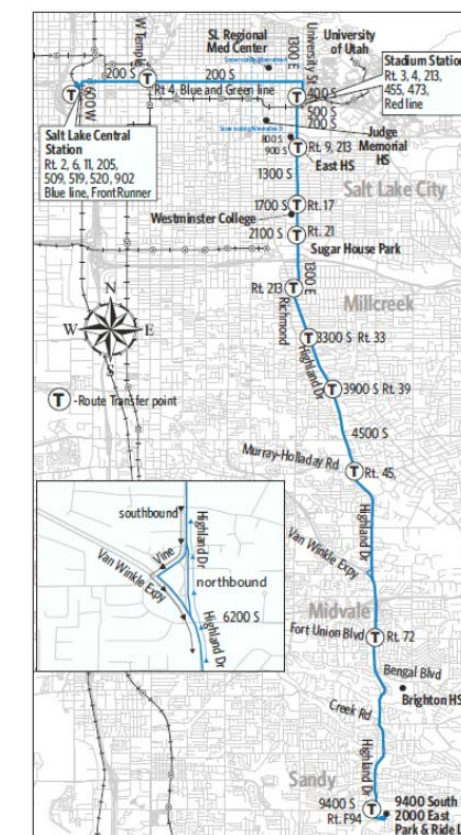 SL Regional
Med Center
University
of Utah
W Temple
1300 E
University St
200 S
200 S
Rt 4, Blue and Green line
600 W
Stadium Station
Rt. 3, 4, 213,
455, 473,
Red line
400 S
500 S
700 S
Salt Lake Central
Station
Rt. 2, 6, 11, 205,
509, 519, 520, 902
Blue line, FrontRunner
Judge
Memorial
HS
800 S
900 S
Rt. 9, 213
East HS
1300 S
Salt Lake City
1700 S
Rt. 17
Westminster College
2100 S
Rt. 21
Sugar House Park
1300 E
Rt. 213
Richmond
Millcreek
N
W
E
S
3300 S Rt. 33
Highland Dr
T -Route Transfer point
3900 S Rt. 39
4500 S
Murray-Holladay Rd
Rt. 45,
Highland Dr
Van Winkle Expy
southbound
Vine
Highland Dr
Van Winkle Expy
northbound
6200 S
Highland Dr
Midvale
Fort Union Blvd
Rt. 72
Bengal Blvd
Brighton HS
Creek Rd
Highland Dr
Sandy
9400 S
Rt. F94
9400 South
2000 East
Park & Ride